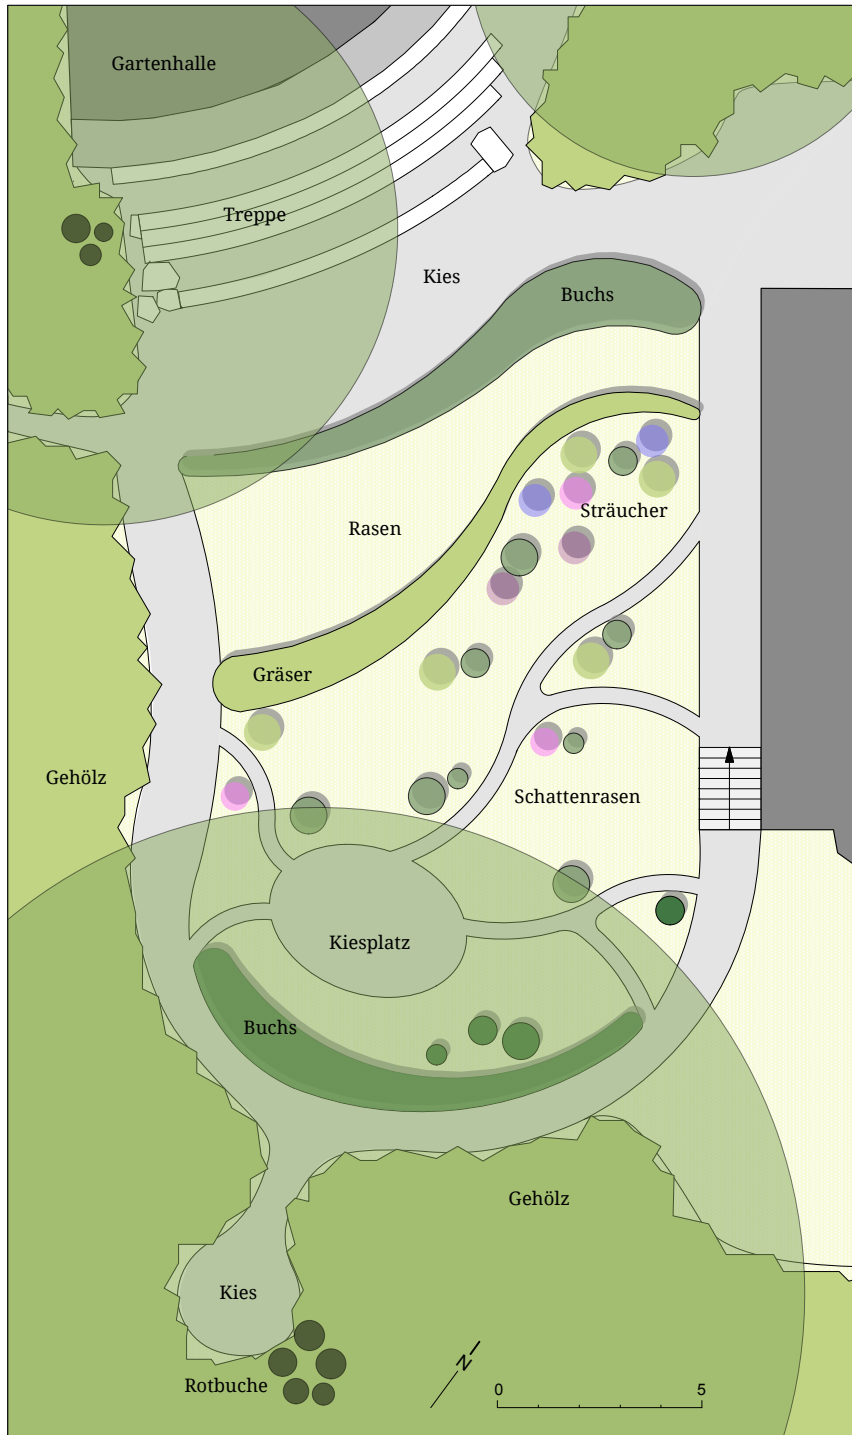 Gartenhalle
Treppe
Kies
Buchs
Sträucher
Rasen
Gräser
Gehölz
Schattenrasen
Kiesplatz
Buchs
Gehölz
Kies
Rotbuche
N
0 5